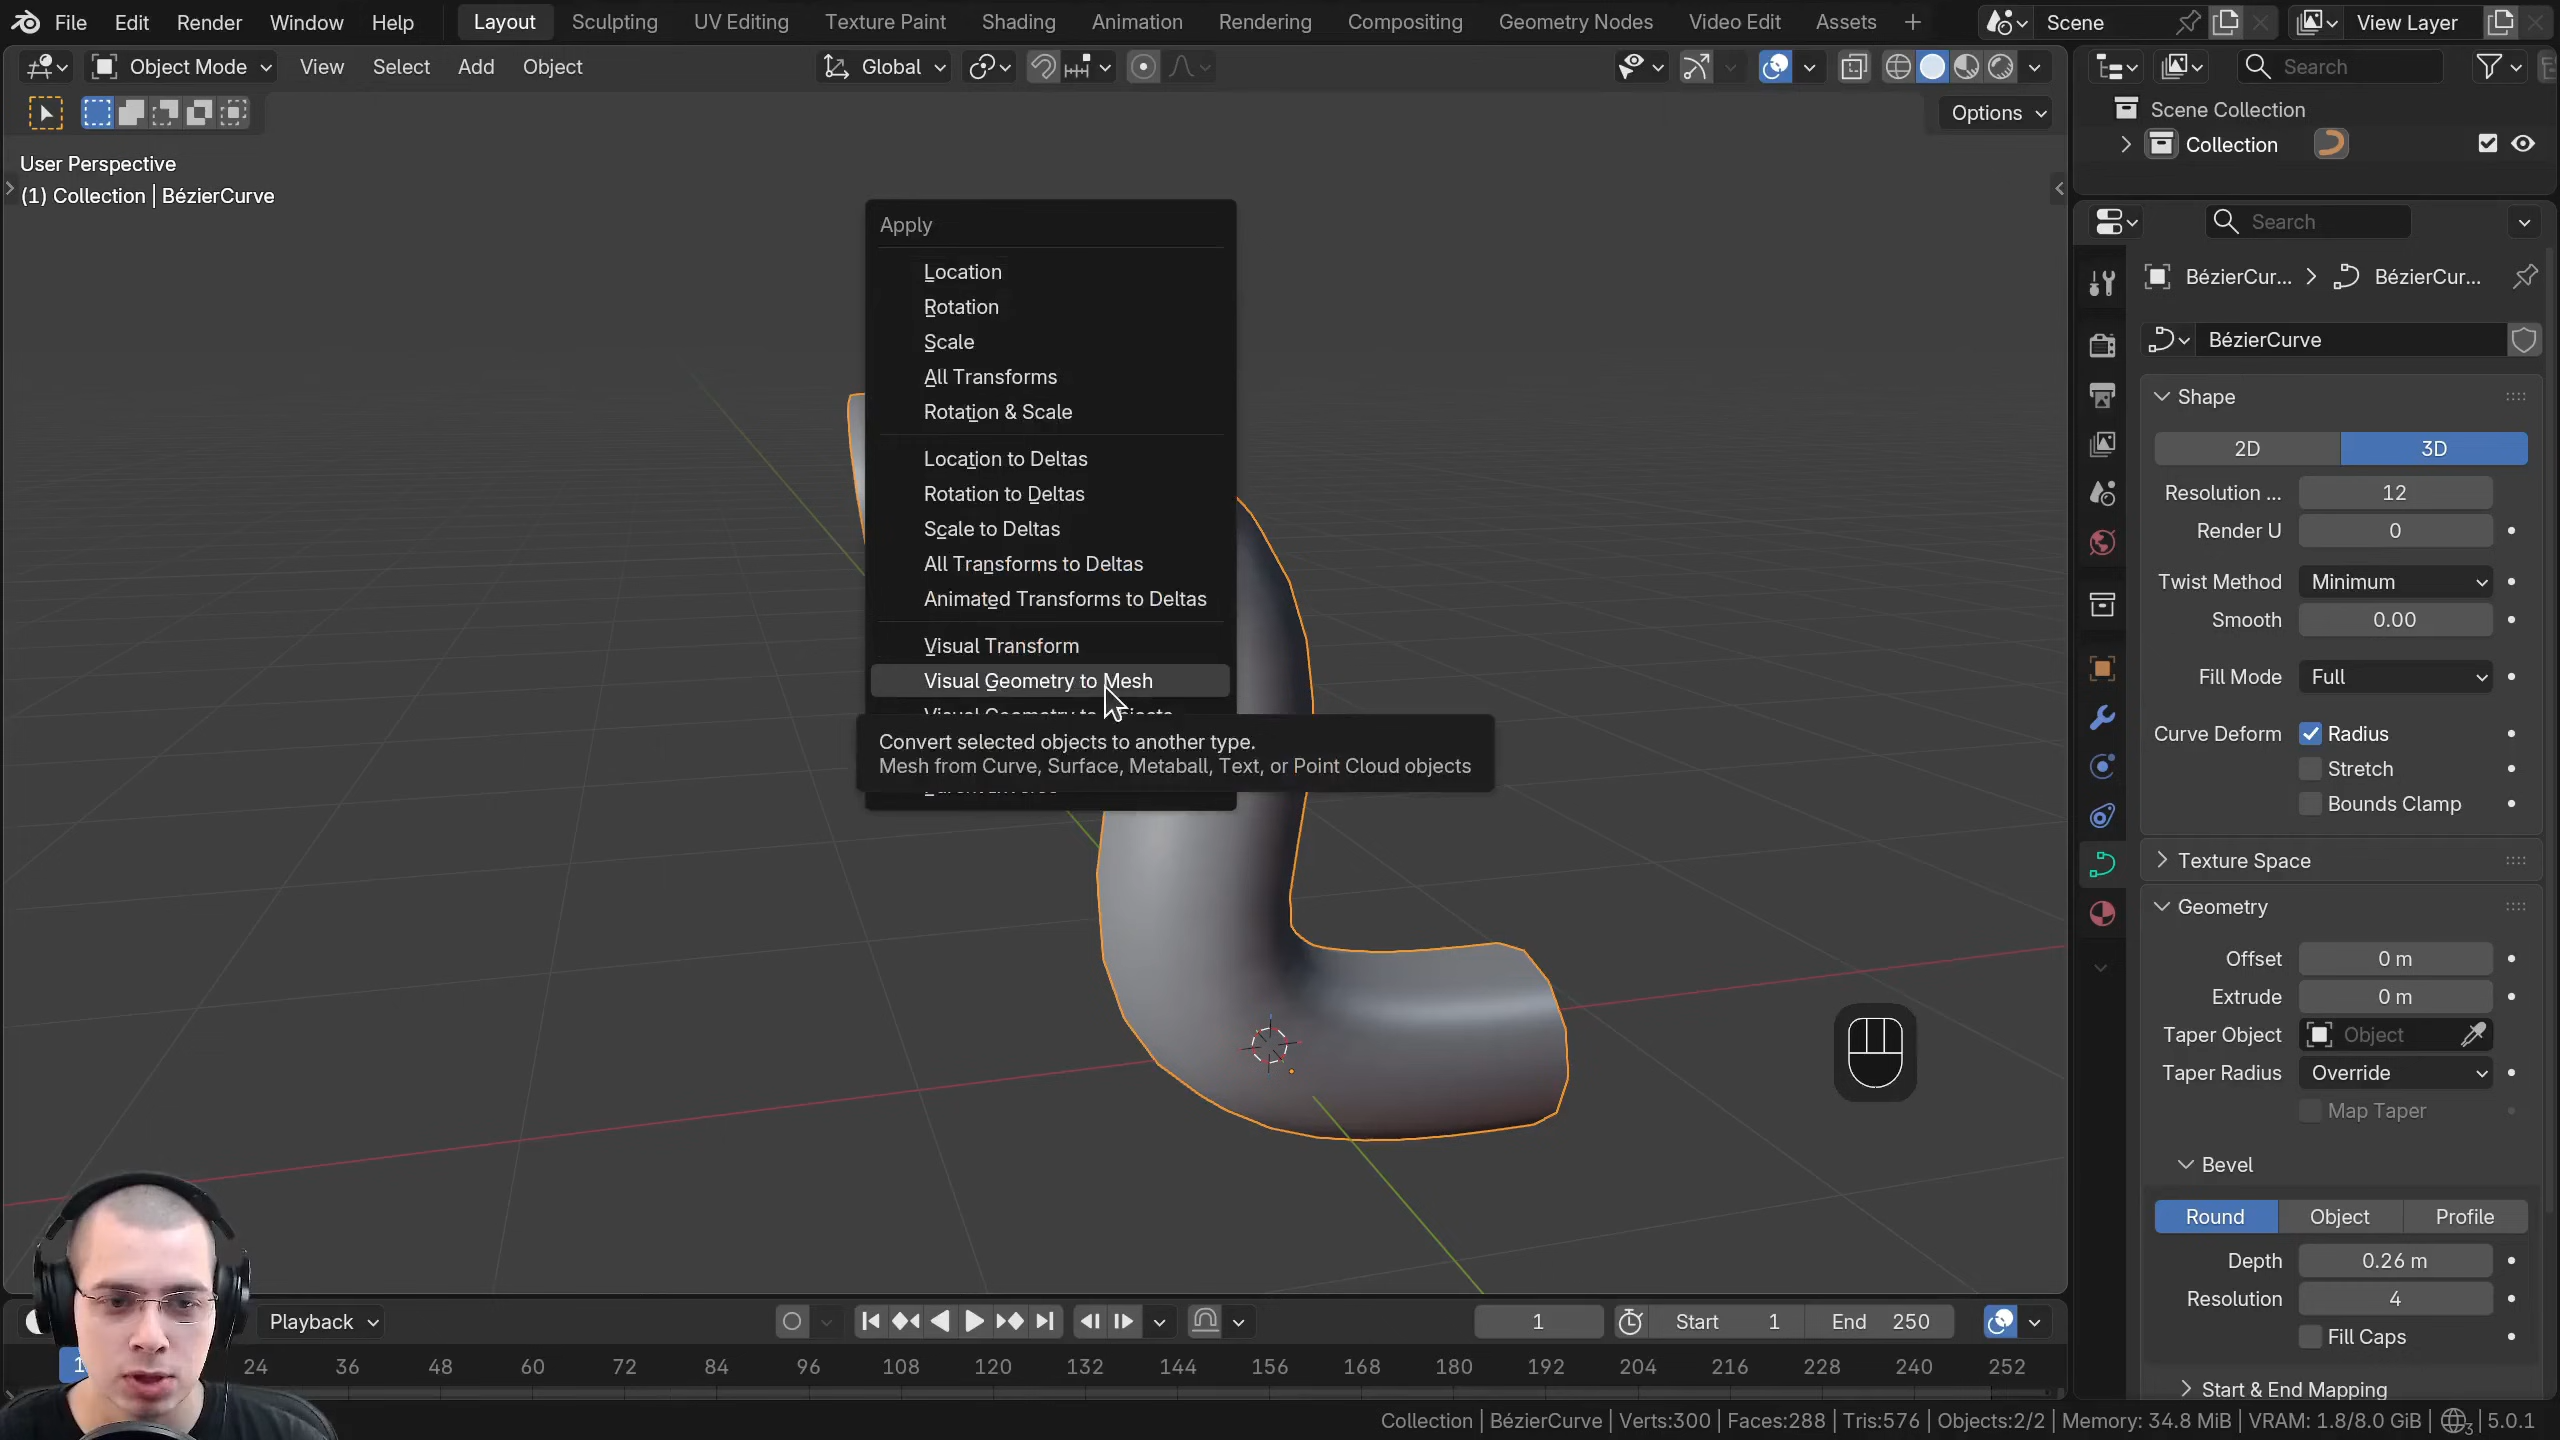 File Edit Render Window Help Layout Sculpting UV Editing Texture Paint Shading Animation Rendering Compositing Geometry Nodes Video Edit Assets + Scene View Layer
Object Mode View Select Add Object Global Search
Options
User Perspective
(1) Collection | BézierCurve
Scene Collection
Collection
Search
BézierCur... BézierCur...
BézierCurve
Apply
Location
Rotation
Scale
All Transforms
Rotation & Scale
Location to Deltas
Rotation to Deltas
Scale to Deltas
All Transforms to Deltas
Animated Transforms to Deltas
Visual Transform
Visual Geometry to Mesh
Convert selected objects to another type.
Mesh from Curve, Surface, Metaball, Text, or Point Cloud objects
Shape
2D 3D
Resolution ... 12
Render U 0
Twist Method Minimum
Smooth 0.00
Fill Mode Full
Curve Deform Radius
Stretch
Bounds Clamp
Texture Space
Geometry
Offset 0 m
Extrude 0 m
Taper Object Object
Taper Radius Override
Map Taper
Bevel
Round Object Profile
Depth 0.26 m
Resolution 4
Fill Caps
Start & End Mapping
Playback 1 Start 1 End 250
1 24 36 48 60 72 84 96 108 120 132 144 156 168 180 192 204 216 228 240 252
Collection | BézierCurve | Verts:300 | Faces:288 | Tris:576 | Objects:2/2 | Memory: 34.8 MiB | VRAM: 1.8/8.0 GiB | 3 | 5.0.1